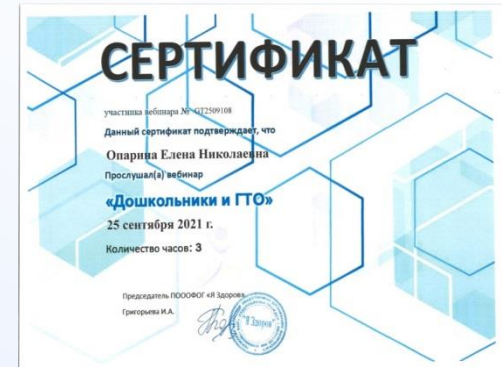 СЕРТИФИКАТ
участника вебинара № GT2509108
Данный сертификат подтверждает, что
Опарина Елена Николаевна
Прослушал(а) вебинар
«Дошкольники и ГТО»
25 сентября 2021 г.
Количество часов: 3
Председатель ПОООФОГ «Я Здоров»
Григорьева И.А.
"Я Здоров"